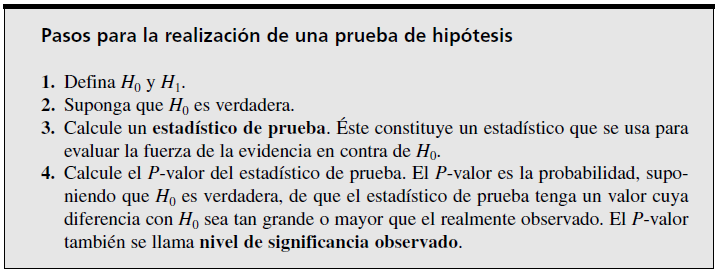 Pasos para la realización de una prueba de hipótesis
1. Defina H₀ y H₁.
2. Suponga que H₀ es verdadera.
3. Calcule un estadístico de prueba. Éste constituye un estadístico que se usa para
evaluar la fuerza de la evidencia en contra de H₀.
4. Calcule el P-valor del estadístico de prueba. El P-valor es la probabilidad, supo-
niendo que H₀ es verdadera, de que el estadístico de prueba tenga un valor cuya
diferencia con H₀ sea tan grande o mayor que el realmente observado. El P-valor
también se llama nivel de significancia observado.